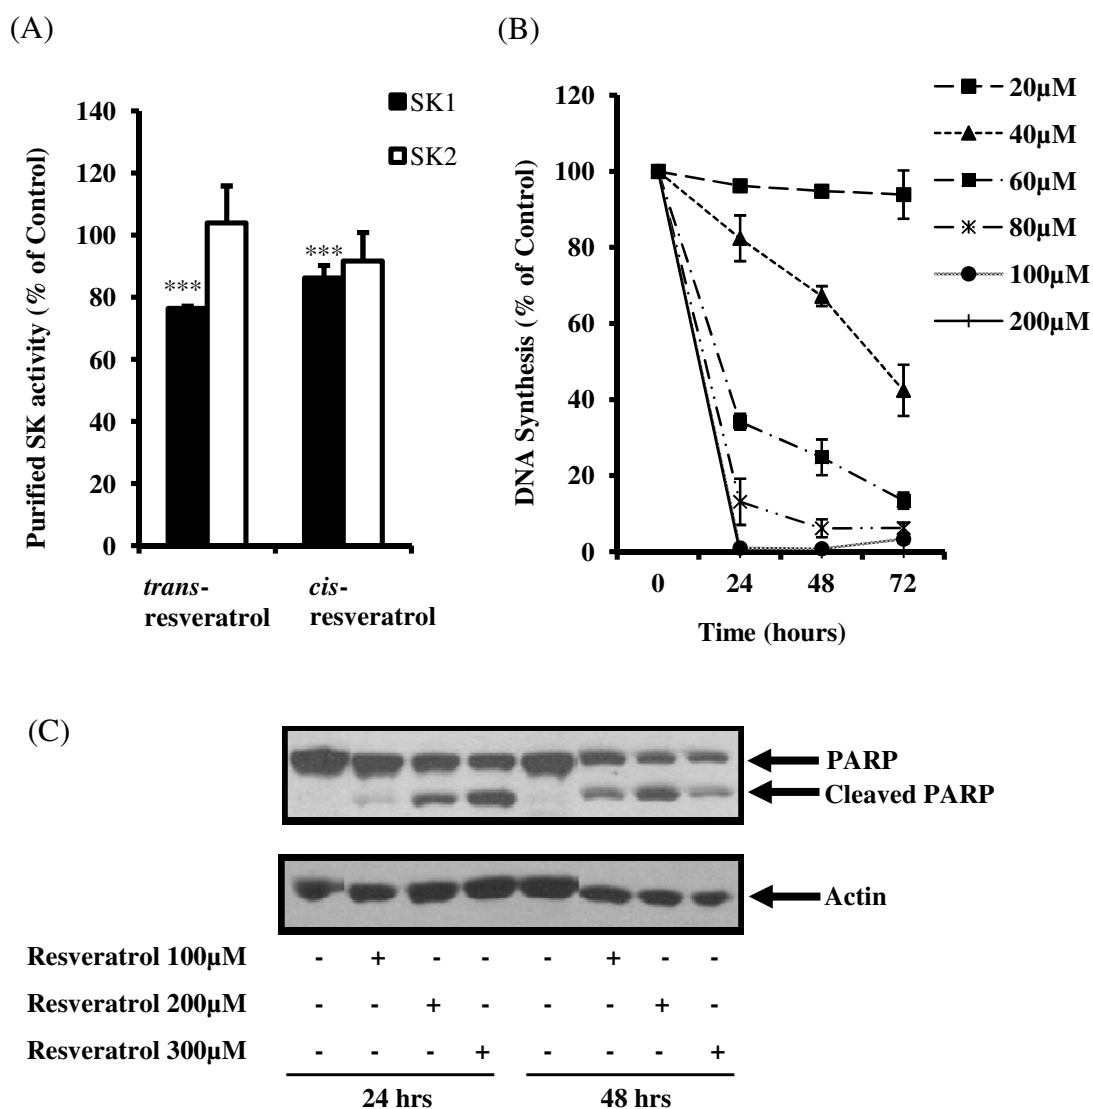 (A)
SK1
SK2
Purified SK activity (% of Control)
140
120
100
80
60
40
20
0
***
***
trans-
resveratrol
cis-
resveratrol
(B)
DNA Synthesis (% of Control)
120
100
80
60
40
20
0
0 24 48 72
Time (hours)
20µM
40µM
60µM
80µM
100µM
200µM
(C)
PARP
Cleaved PARP
Actin
Resveratrol 100µM - + - - - + - -
Resveratrol 200µM - - + - - - + -
Resveratrol 300µM - - - + - - - +
24 hrs 48 hrs